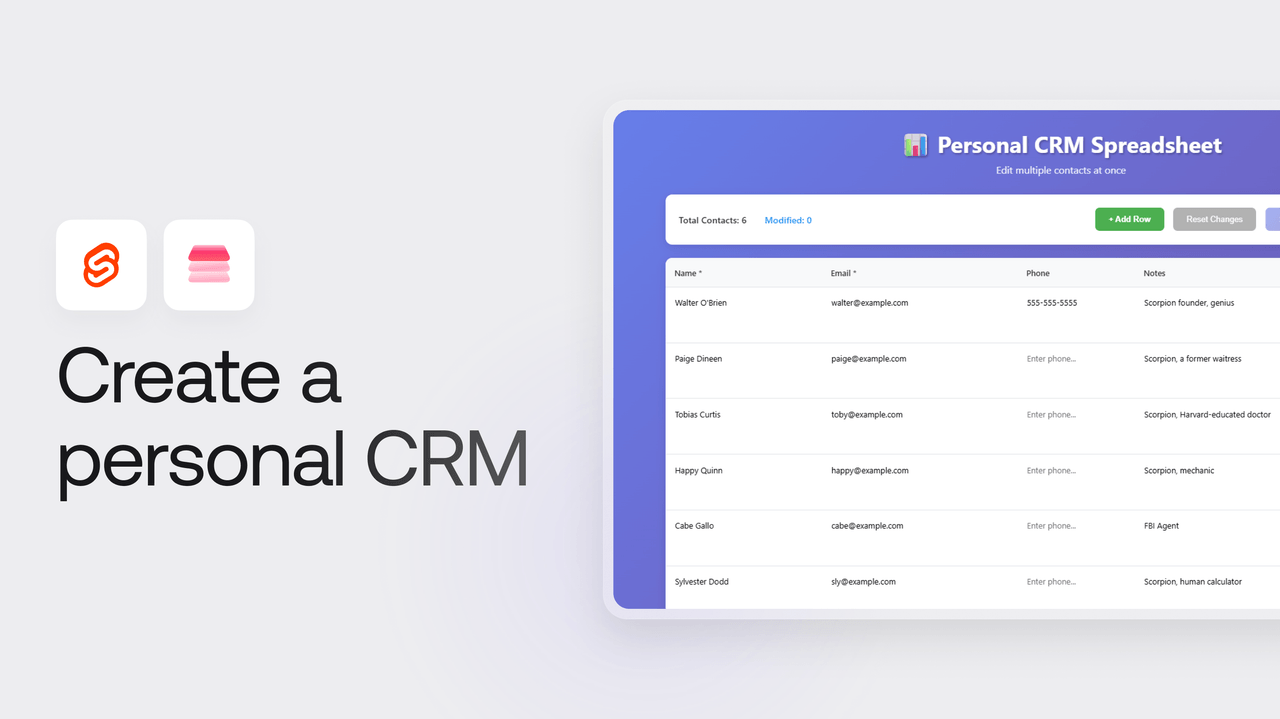 Create a
personal CRM
Personal CRM Spreadsheet
Edit multiple contacts at once
Total Contacts: 6 Modified: 0 + Add Row Reset Changes
Name * Email * Phone Notes
Walter O'Brien walter@example.com 555-555-5555 Scorpion founder, genius
Paige Dineen paige@example.com Enter phone... Scorpion, a former waitress
Tobias Curtis toby@example.com Enter phone... Scorpion, Harvard-educated doctor
Happy Quinn happy@example.com Enter phone... Scorpion, mechanic
Cabe Gallo cabe@example.com Enter phone... FBI Agent
Sylvester Dodd sly@example.com Enter phone... Scorpion, human calculator